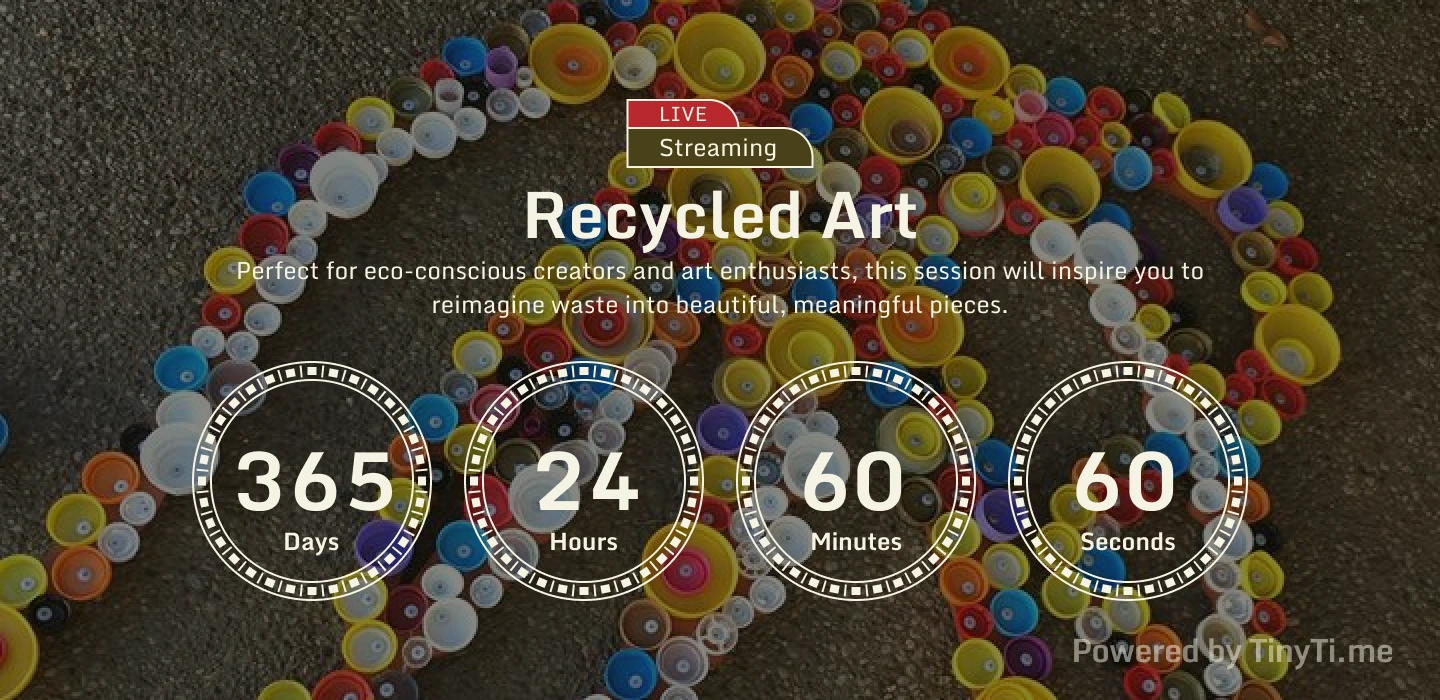 LIVE
Streaming
Recycled Art
Perfect for eco-conscious creators and art enthusiasts, this session will inspire you to
reimagine waste into beautiful, meaningful pieces.
365 24 60 60
Days Hours Minutes Seconds
Powered by TinyTi.me